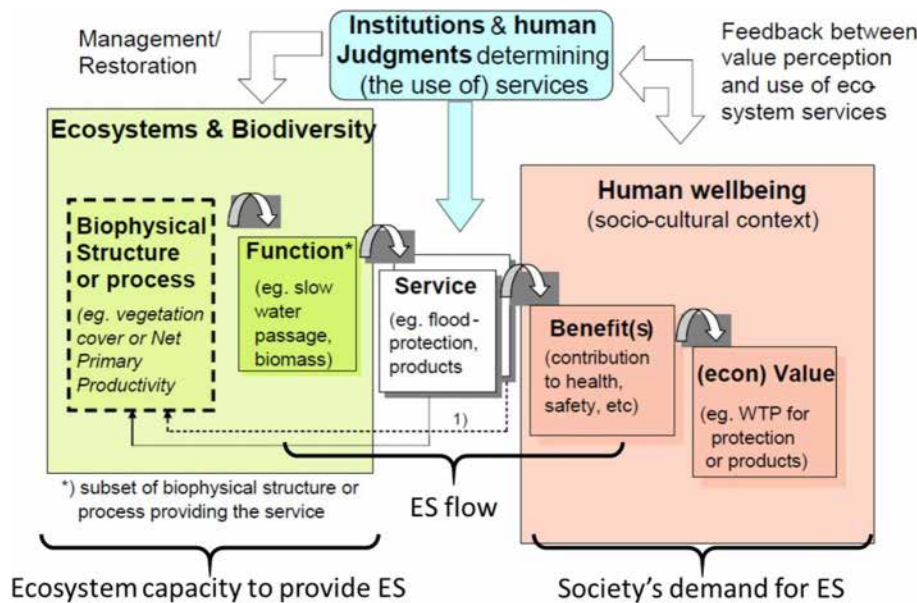 Management/
Restoration
Institutions & human
Judgments determining
(the use of) services
Feedback between
value perception
and use of eco-
system services
Ecosystems & Biodiversity
Biophysical
Structure
or process
(eg. vegetation
cover or Net
Primary
Productivity
Function*
(eg. slow
water
passage,
biomass)
Service
(eg. flood-
protection,
products
Human wellbeing
(socio-cultural context)
Benefit(s)
(contribution
to health,
safety, etc)
(econ) Value
(eg. WTP for
protection
or products)
1)
*) subset of biophysical structure or
process providing the service
ES flow
Ecosystem capacity to provide ES
Society's demand for ES